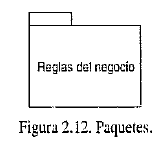 Reglas del negocio
Figura 2.12. Paquetes.